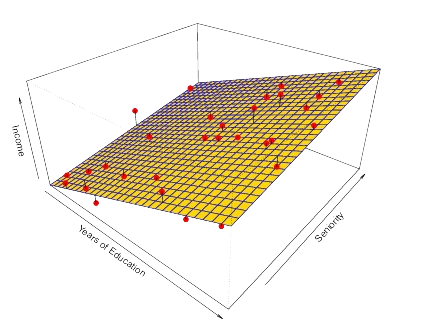 Income
Years of Education
Seniority